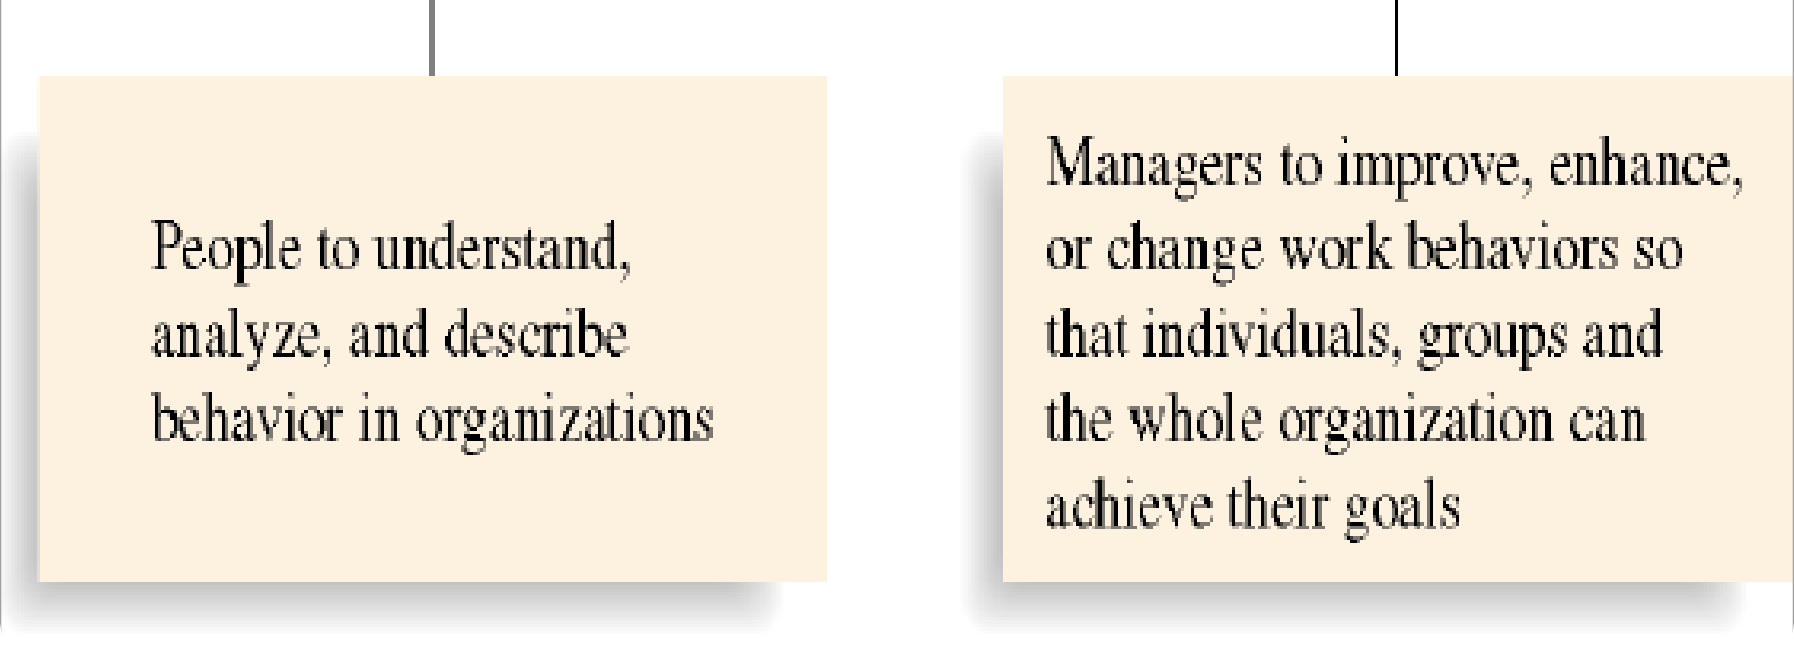 People to understand,
analyze, and describe
behavior in organizations
Managers to improve, enhance,
or change work behaviors so
that individuals, groups and
the whole organization can
achieve their goals